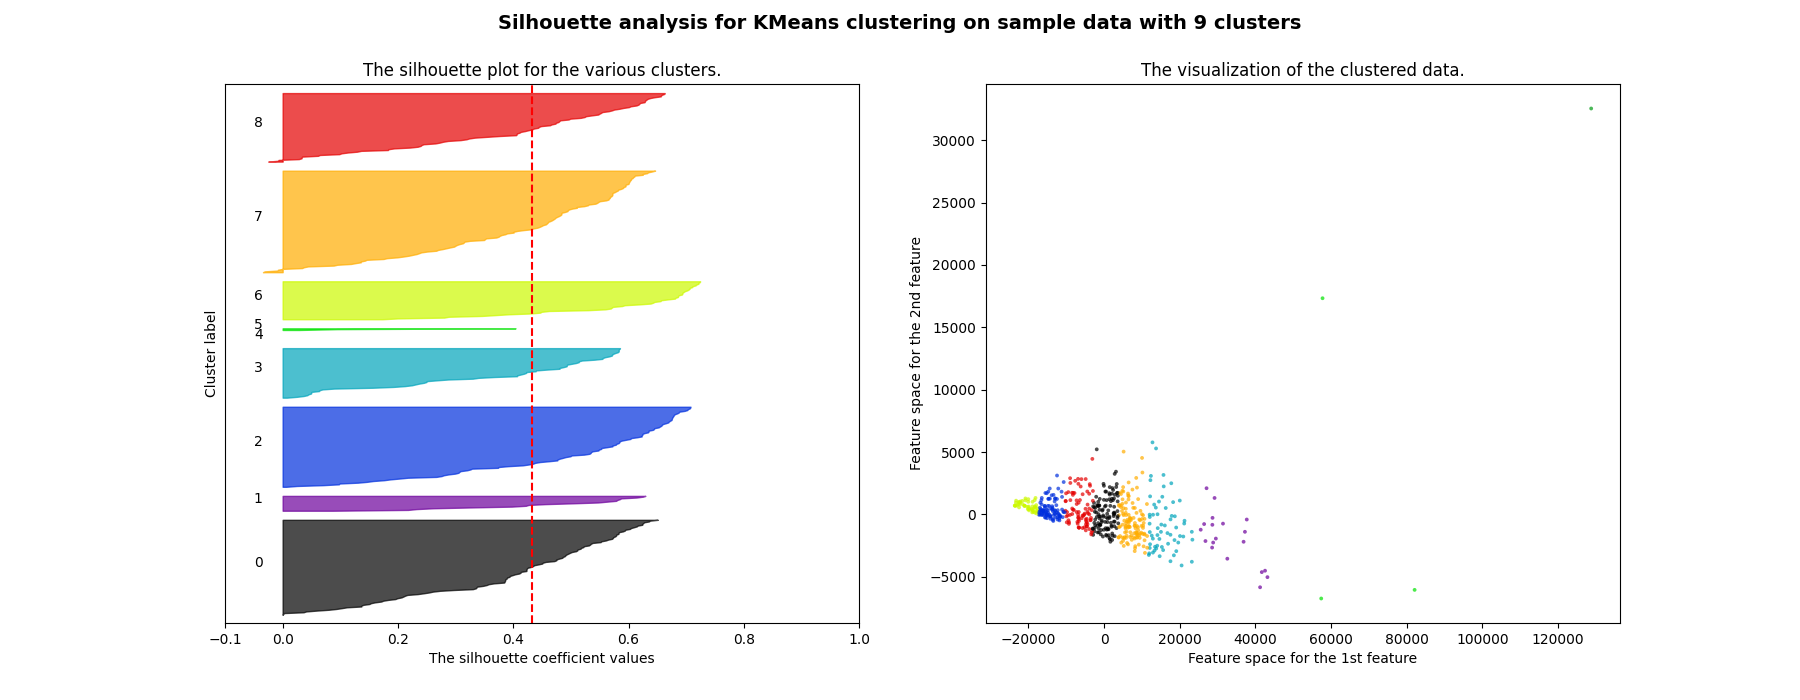 Silhouette analysis for KMeans clustering on sample data with 9 clusters
The silhouette plot for the various clusters.
Cluster label
8
7
6
5
4
3
2
1
0
−0.1 0.0 0.2 0.4 0.6 0.8 1.0
The silhouette coefficient values
The visualization of the clustered data.
Feature space for the 2nd feature
30000
25000
20000
15000
10000
5000
0
−5000
−20000 0 20000 40000 60000 80000 100000 120000
Feature space for the 1st feature